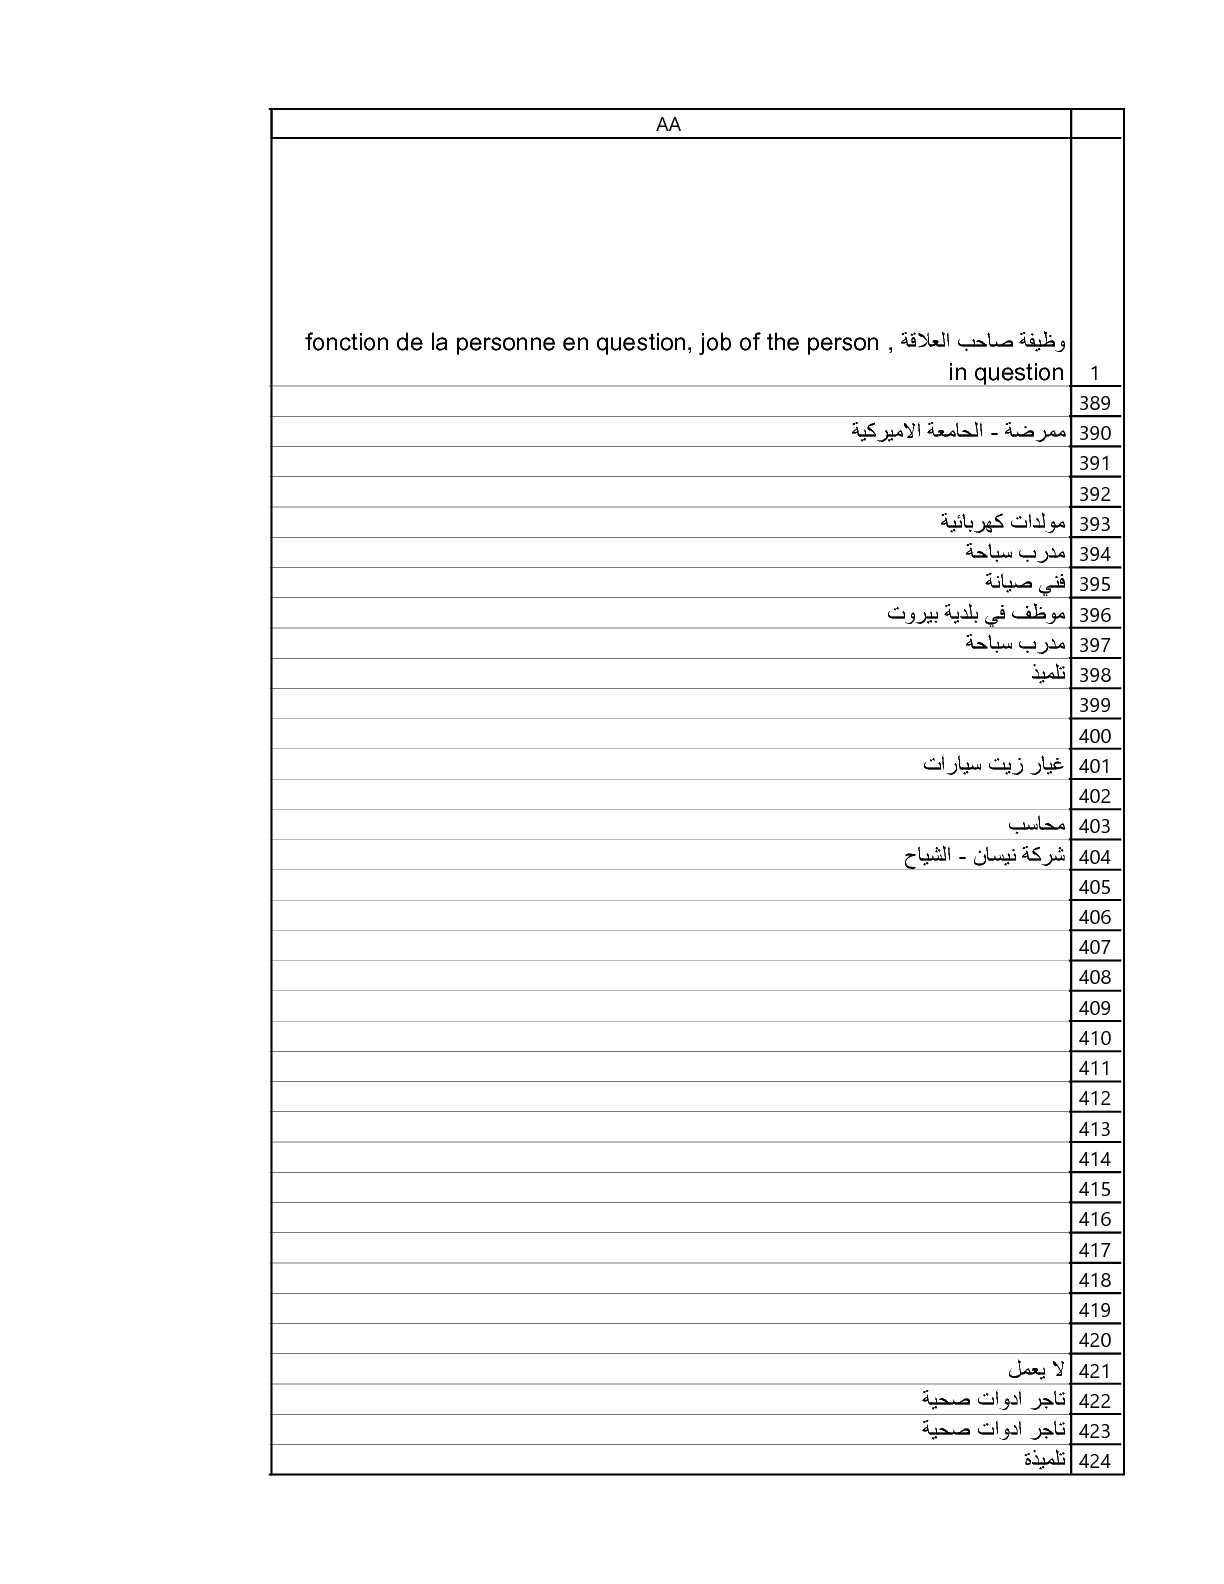 AA
وظيفة صاحب العلاقة , fonction de la personne en question, job of the person
in question
1
389
390 ممرضة - الجامعة الاميركية
391
392
393 مولدات كهربائية
394 مدرب سباحة
395 فني صيانة
396 موظف في بلدية بيروت
397 مدرب سباحة
398 تلميذ
399
400
401 غيار زيت سيارات
402
403 محاسب
404 شركة نيسان - الشياح
405
406
407
408
409
410
411
412
413
414
415
416
417
418
419
420
421 لا يعمل
422 تاجر ادوات صحية
423 تاجر ادوات صحية
424 تلميذة